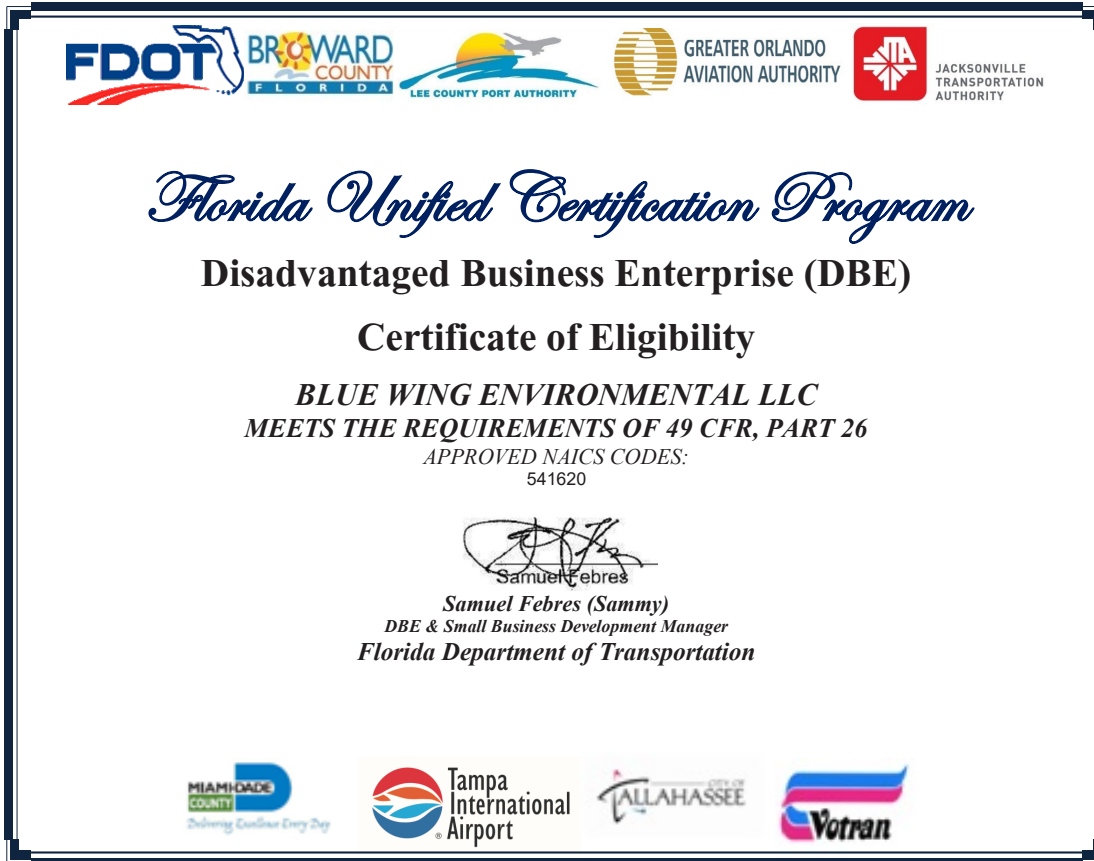 FDOT
BROWARD
COUNTY
FLORIDA
LEE COUNTY PORT AUTHORITY
GREATER ORLANDO
AVIATION AUTHORITY
JTA
JACKSONVILLE
TRANSPORTATION
AUTHORITY
Florida Unified Certification Program
Disadvantaged Business Enterprise (DBE)
Certificate of Eligibility
BLUE WING ENVIRONMENTAL LLC
MEETS THE REQUIREMENTS OF 49 CFR, PART 26
APPROVED NAICS CODES:
541620
Samuel Febres
Samuel Febres (Sammy)
DBE & Small Business Development Manager
Florida Department of Transportation
MIAMI-DADE
COUNTY
Delivering Excellence Every Day
Tampa
International
Airport
®
CITY OF
TALLAHASSEE
Votran